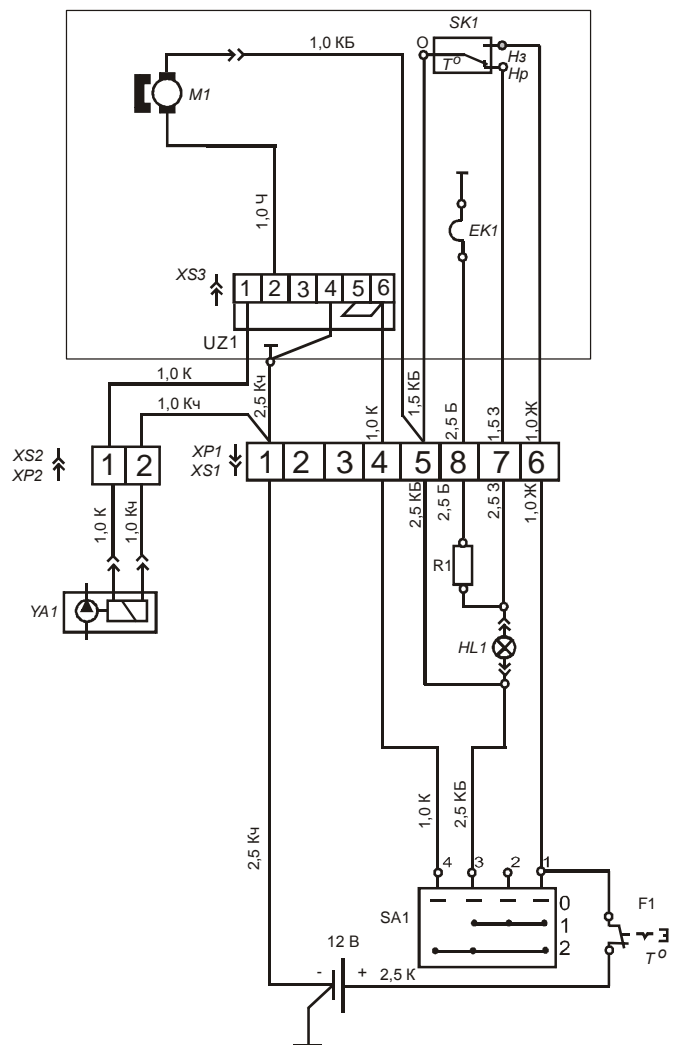 SK1
1,0 КБ
О
Нз
Т°
Нр
М1
1,0 Ч
ЕК1
XS3
1 2 3 4 5 6
UZ1
1,0 К
1,0 Кч
2,5 Кч
1,0 К
1,5 КБ
2,5 Б
1,5 З
1,0 Ж
XS2
XP2
1 2
XP1
XS1
1 2 3 4 5 8 7 6
1,0 К
1,0 Кч
2,5 КБ
2,5 Б
2,5 З
1,0 Ж
R1
YA1
HL1
1,0 К
2,5 КБ
2,5 Кч
4 3 2 1
SA1
0
1
2
F1
Т°
12 В
- +
2,5 К